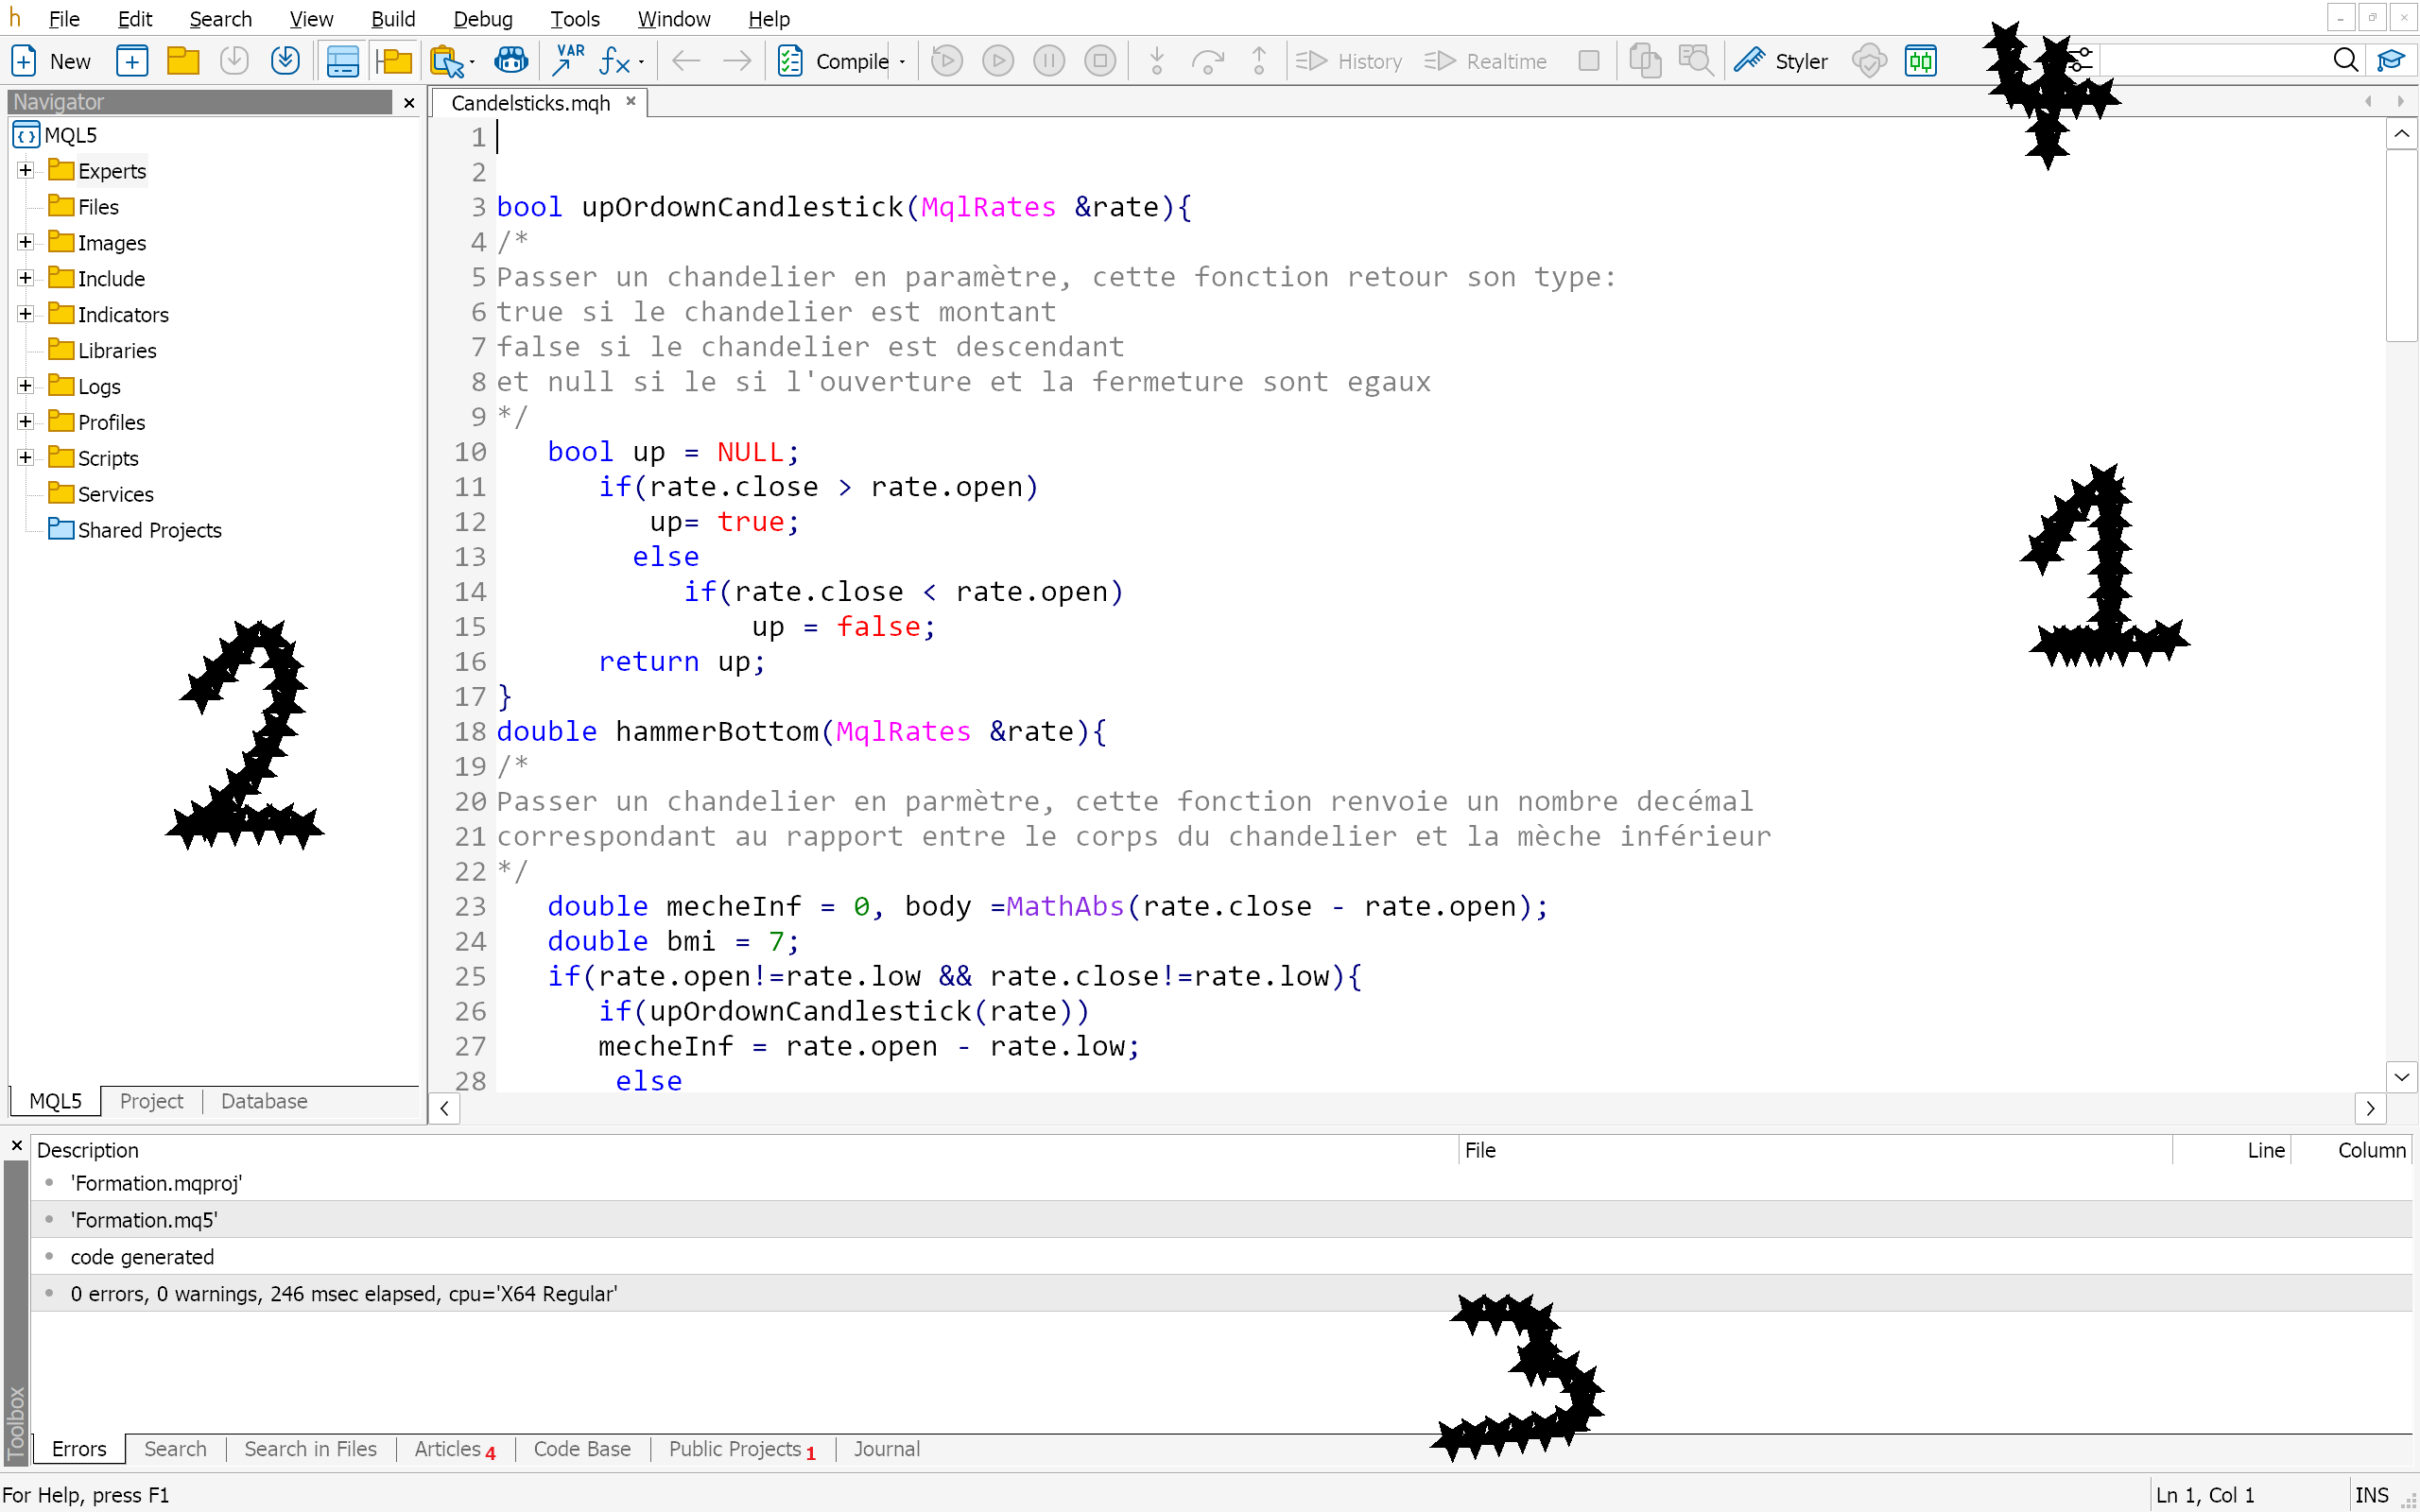 File Edit Search View Build Debug Tools Window Help
New VAR Compile History Realtime Styler
4
Navigator
MQL5
Experts
Files
Images
Include
Indicators
Libraries
Logs
Profiles
Scripts
Services
Shared Projects
2
MQL5 Project Database
Candelsticks.mqh
1
2
3 bool upOrdownCandlestick(MqlRates &rate){
4 /*
5 Passer un chandelier en paramètre, cette fonction retour son type:
6 true si le chandelier est montant
7 false si le chandelier est descendant
8 et null si le si l'ouverture et la fermeture sont egaux
9 */
10 bool up = NULL;
11 if(rate.close > rate.open)
12 up= true;
13 else
14 if(rate.close < rate.open)
15 up = false;
16 return up;
17 }
18 double hammerBottom(MqlRates &rate){
19 /*
20 Passer un chandelier en parmètre, cette fonction renvoie un nombre decémal
21 correspondant au rapport entre le corps du chandelier et la mèche inférieur
22 */
23 double mecheInf = 0, body =MathAbs(rate.close - rate.open);
24 double bmi = 7;
25 if(rate.open!=rate.low && rate.close!=rate.low){
26 if(upOrdownCandlestick(rate))
27 mecheInf = rate.open - rate.low;
28 else
1
Description File Line Column
'Formation.mqproj'
'Formation.mq5'
code generated
0 errors, 0 warnings, 246 msec elapsed, cpu='X64 Regular'
3
Toolbox
Errors Search Search in Files Articles 4 Code Base Public Projects 1 Journal
For Help, press F1 Ln 1, Col 1 INS